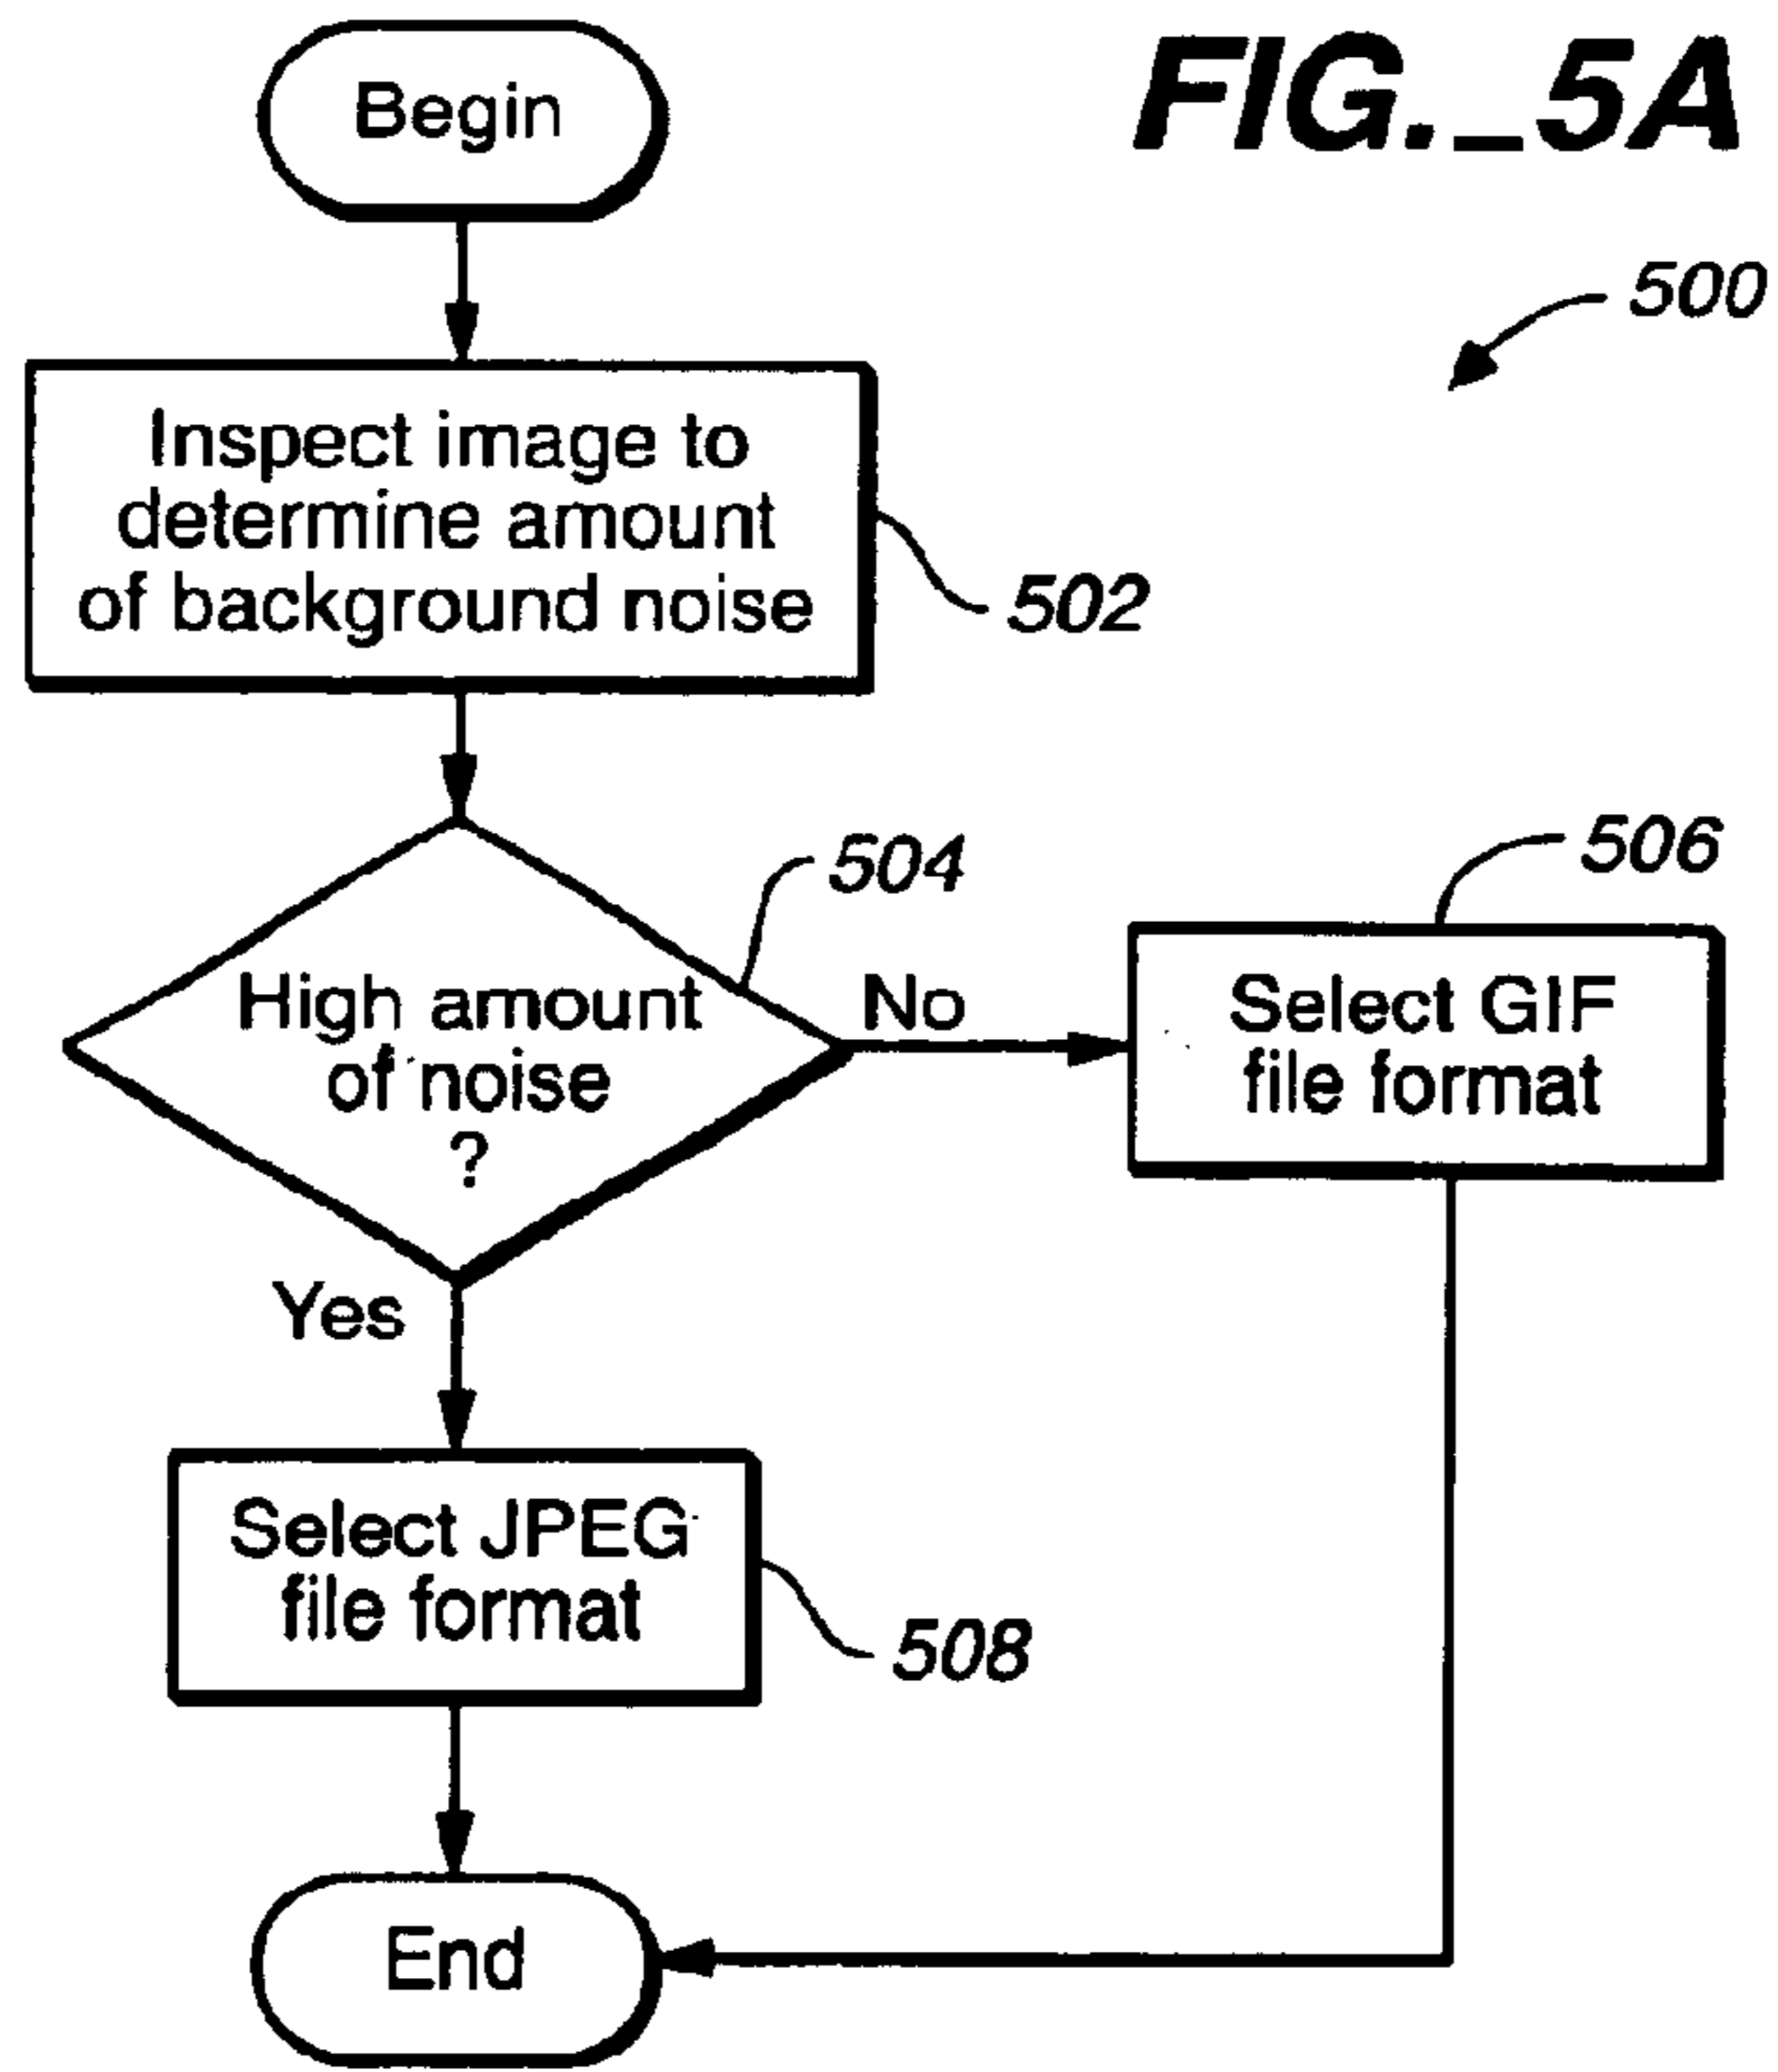 FIG._5A
Begin
500
Inspect image to
determine amount
of background noise
502
504
506
High amount
of noise
?
No
Select GIF
file format
Yes
Select JPEG
file format
508
End